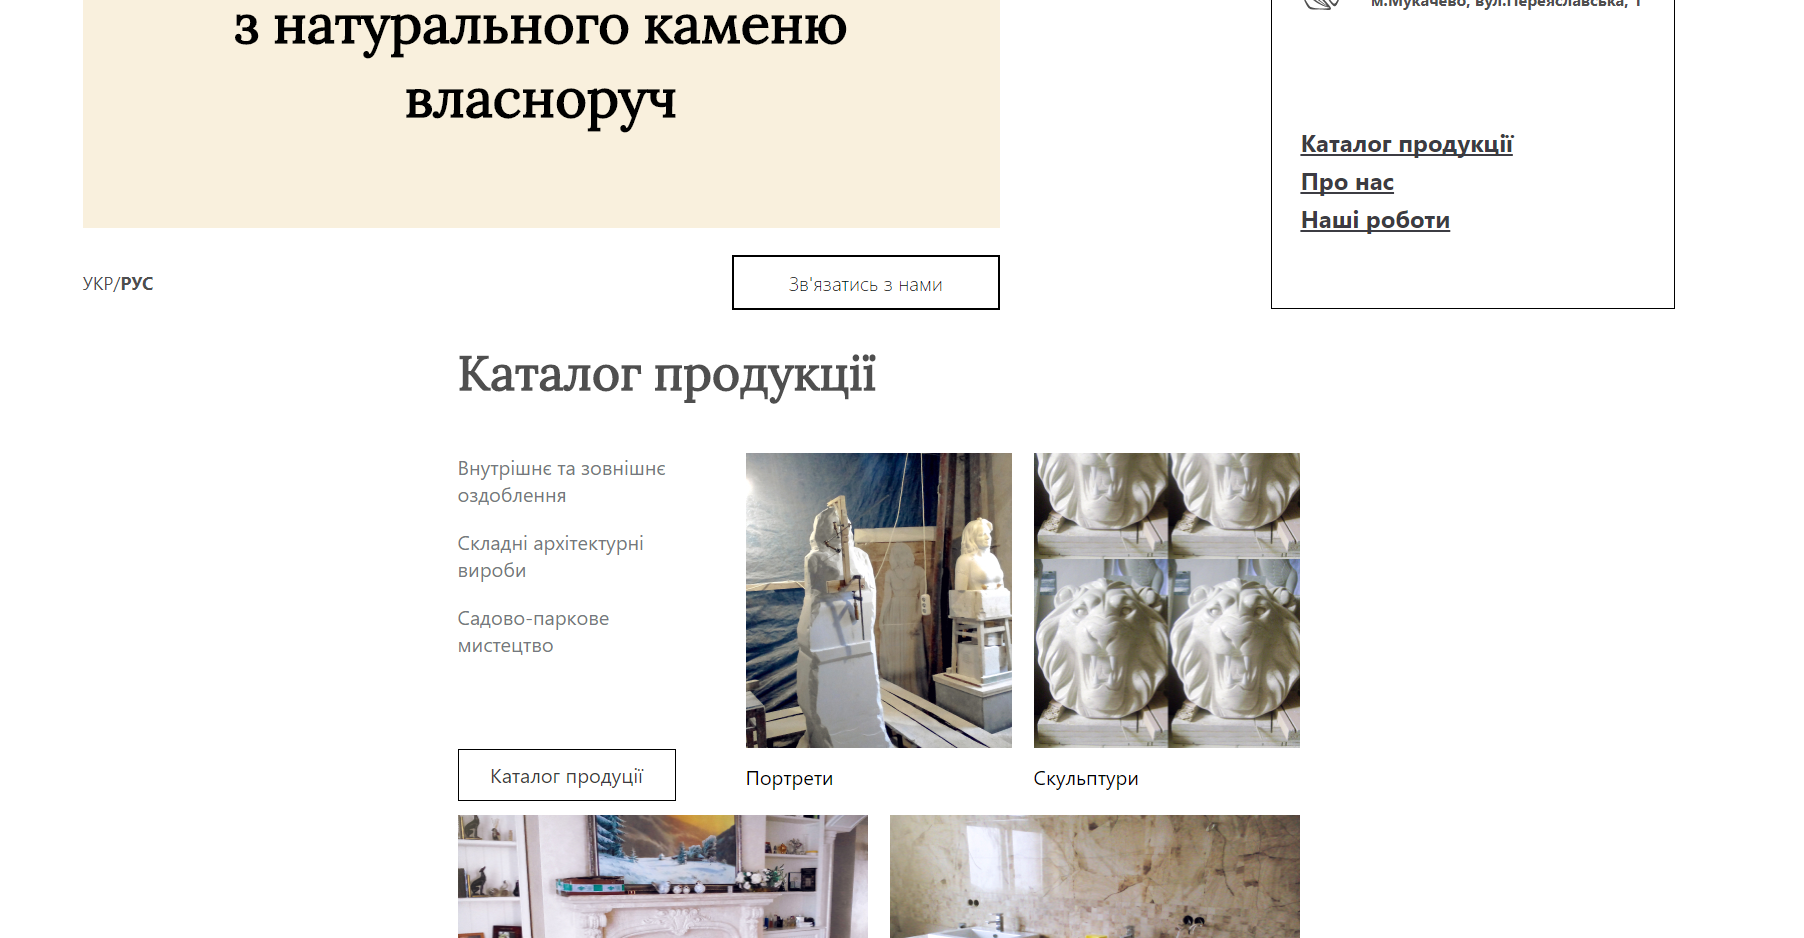 з натурального каменю
власноруч
м.Мукачево, вул.Переяславська, 1
Каталог продукції
Про нас
Наші роботи
УКР/РУС
Зв'язатись з нами
Каталог продукції
Внутрішнє та зовнішнє
оздоблення
Складні архітектурні
вироби
Садово-паркове
мистецтво
Каталог продуції
Портрети
Скульптури